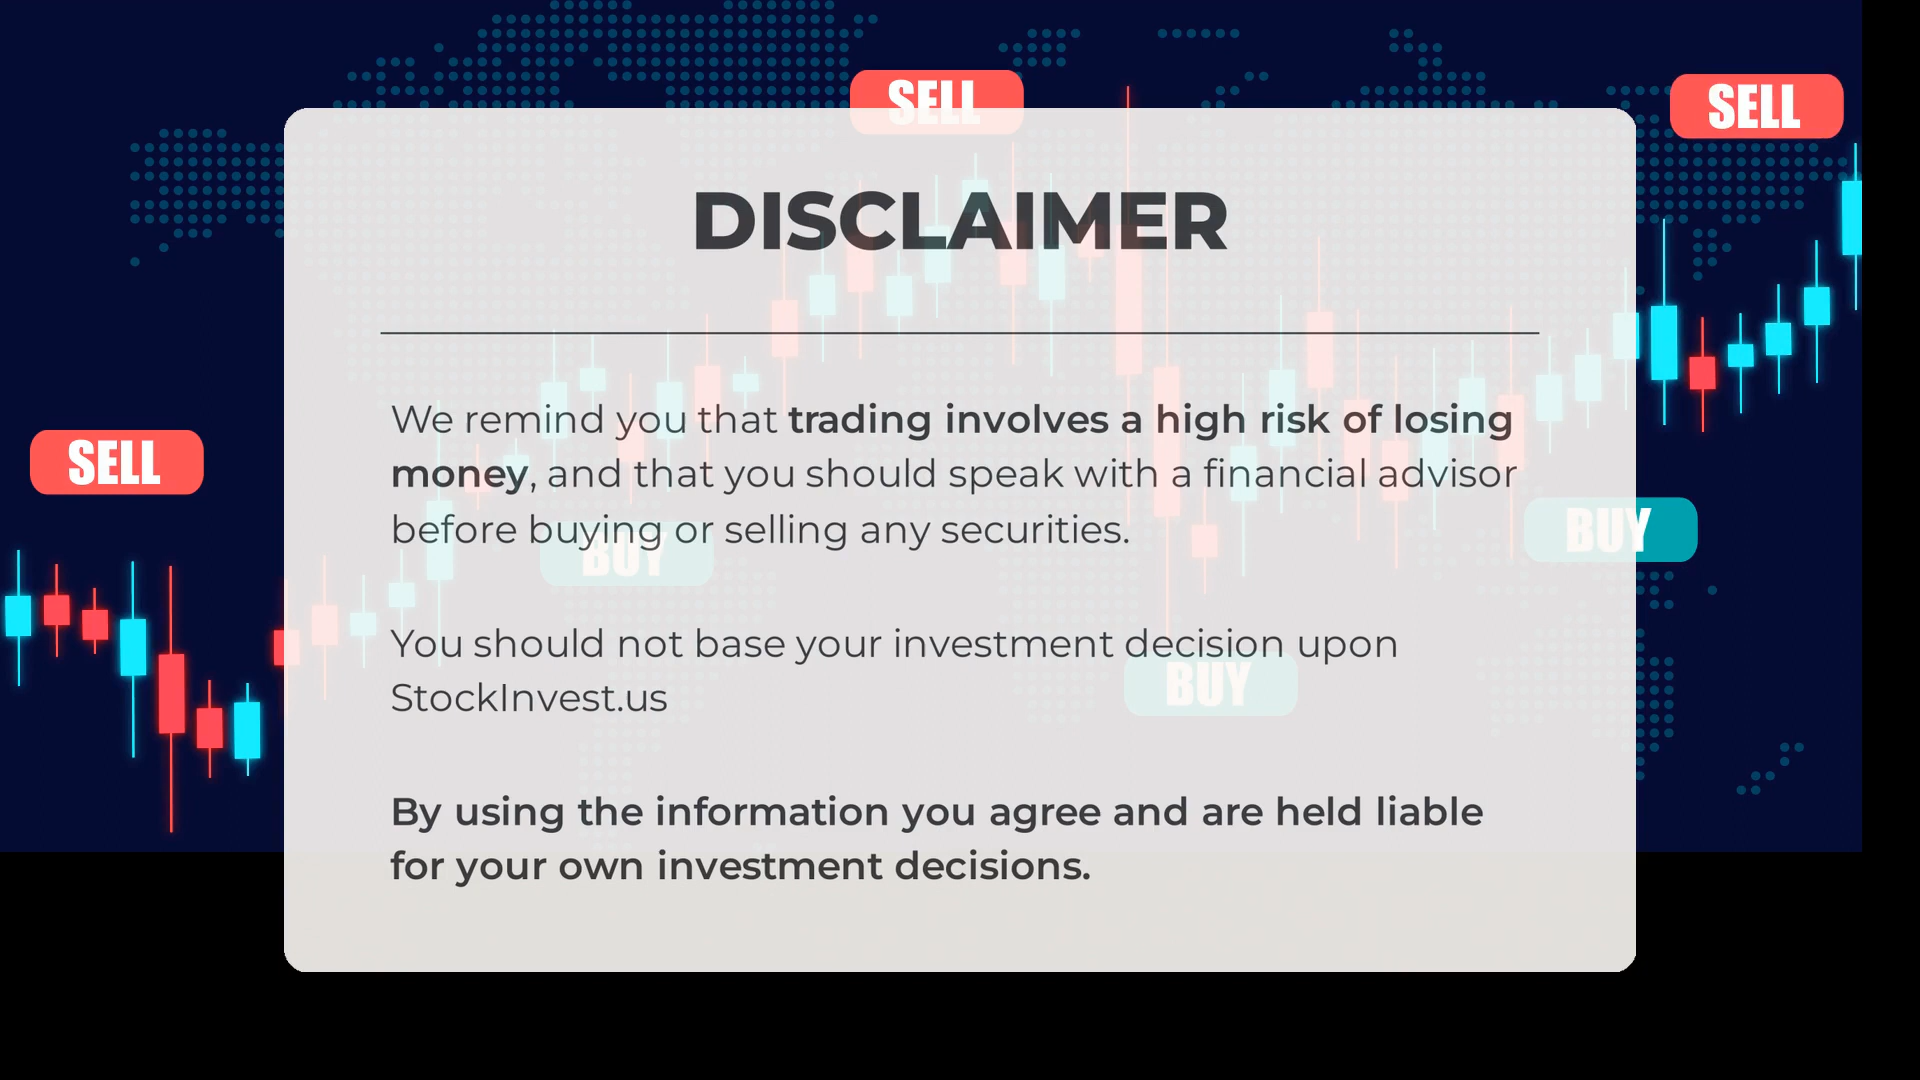 SELL
SELL
DISCLAIMER
We remind you that trading involves a high risk of losing
money, and that you should speak with a financial advisor
before buying or selling any securities.
SELL
BUY
BUY
You should not base your investment decision upon
StockInvest.us
BUY
By using the information you agree and are held liable
for your own investment decisions.